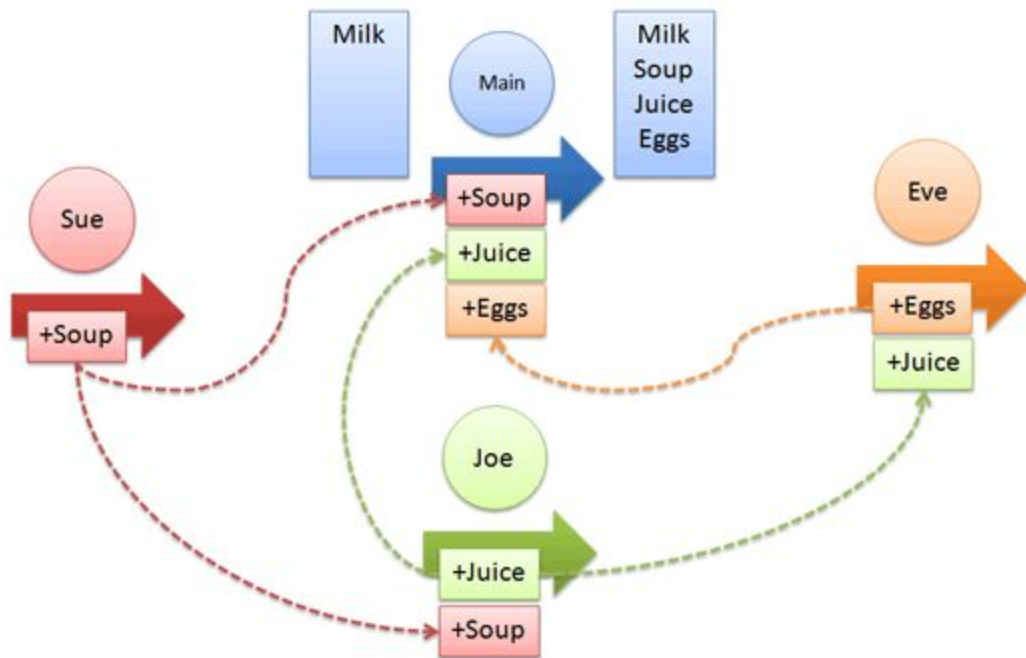 Milk
Main
Milk
Soup
Juice
Eggs
Sue
+Soup
+Soup
+Juice
+Eggs
Eve
+Eggs
+Juice
Joe
+Juice
+Soup